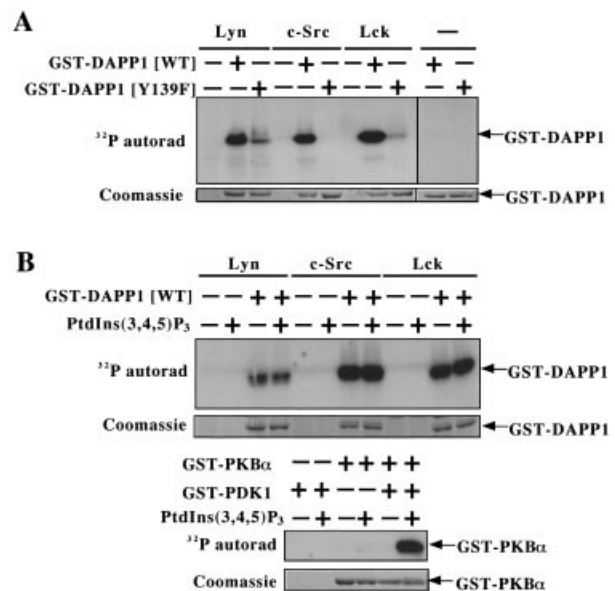 A
Lyn c-Src Lck —
GST-DAPP1 [WT] — + — — + — — + — + —
GST-DAPP1 [Y139F] — — + — — + — — + — +
³²P autorad GST-DAPP1
Coomassie GST-DAPP1
B
Lyn c-Src Lck
GST-DAPP1 [WT] — — + + — — + + — — + +
PtdIns(3,4,5)P₃ — + — + — + — + — + — +
³²P autorad GST-DAPP1
Coomassie GST-DAPP1
GST-PKBα — — + + + +
GST-PDK1 + + — — + +
PtdIns(3,4,5)P₃ — + — + — +
³²P autorad GST-PKBα
Coomassie GST-PKBα